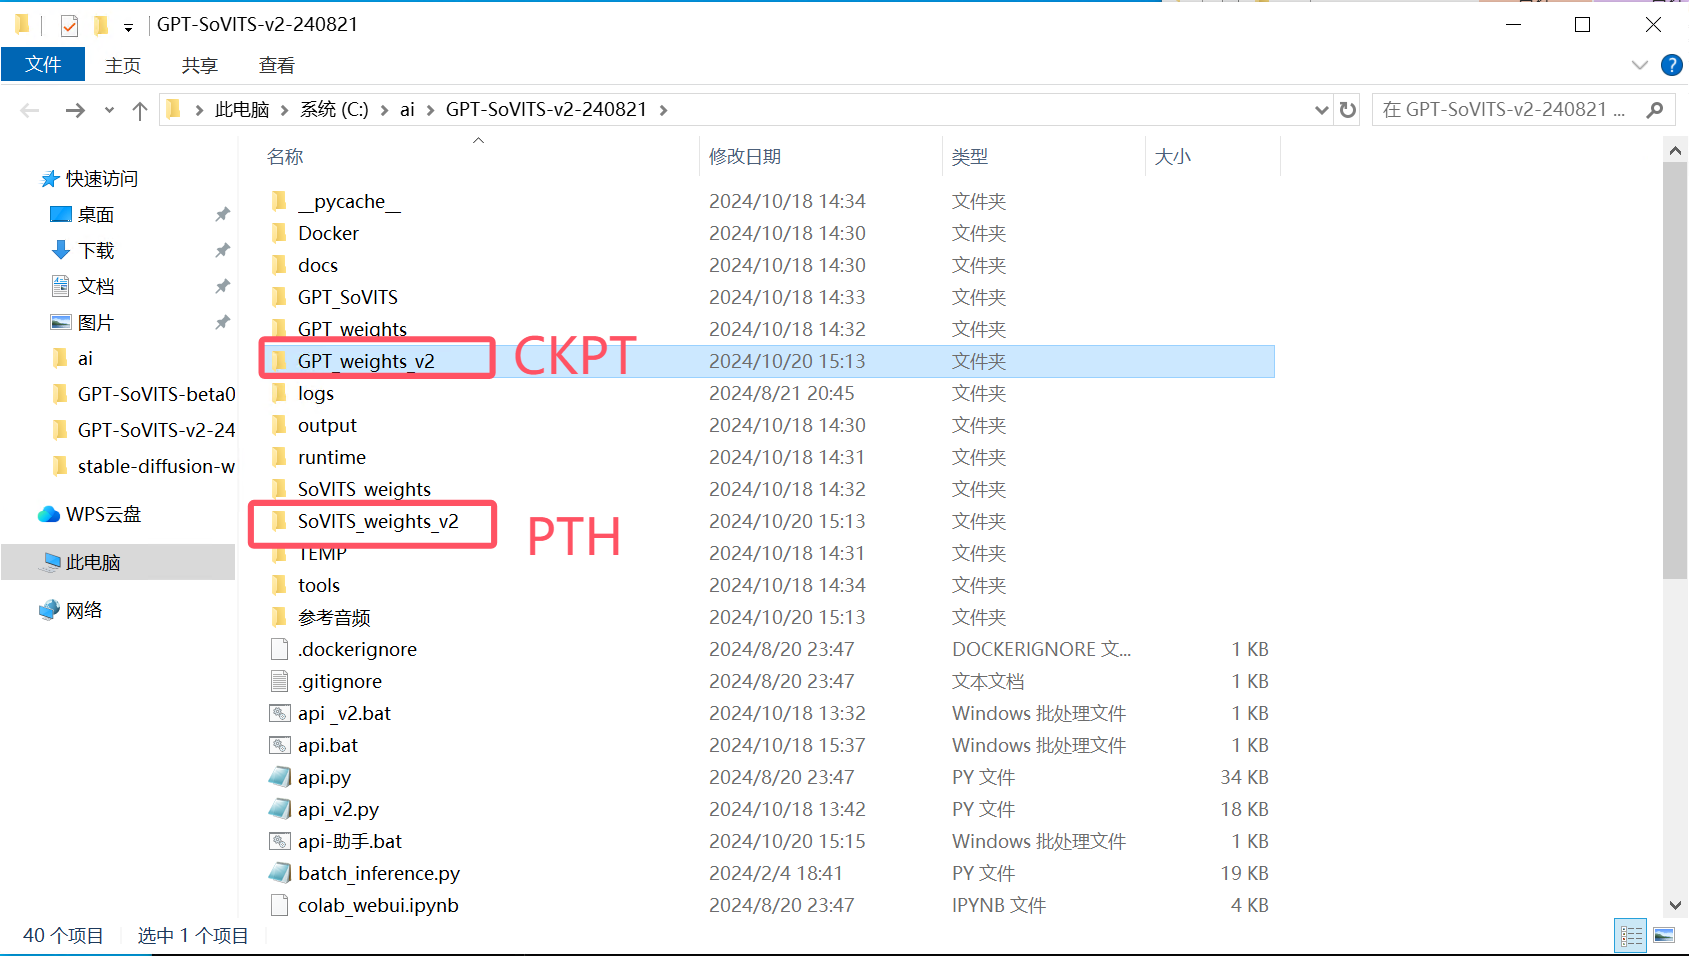 GPT-SoVITS-v2-240821
文件 主页 共享 查看
此电脑 系统 (C:) ai GPT-SoVITS-v2-240821
在 GPT-SoVITS-v2-240821 ...
快速访问
桌面
下载
文档
图片
ai
GPT-SoVITS-beta0
GPT-SoVITS-v2-24
stable-diffusion-w
WPS云盘
此电脑
网络
名称 修改日期 类型 大小
__pycache__ 2024/10/18 14:34 文件夹
Docker 2024/10/18 14:30 文件夹
docs 2024/10/18 14:30 文件夹
GPT_SoVITS 2024/10/18 14:33 文件夹
GPT_weights 2024/10/18 14:32 文件夹
GPT_weights_v2 CKPT 2024/10/20 15:13 文件夹
logs 2024/8/21 20:45 文件夹
output 2024/10/18 14:30 文件夹
runtime 2024/10/18 14:31 文件夹
SoVITS_weights 2024/10/18 14:32 文件夹
SoVITS_weights_v2 PTH 2024/10/20 15:13 文件夹
TEMP 2024/10/18 14:31 文件夹
tools 2024/10/18 14:34 文件夹
参考音频 2024/10/20 15:13 文件夹
.dockerignore 2024/8/20 23:47 DOCKERIGNORE 文... 1 KB
.gitignore 2024/8/20 23:47 文本文档 1 KB
api _v2.bat 2024/10/18 13:32 Windows 批处理文件 1 KB
api.bat 2024/10/18 15:37 Windows 批处理文件 1 KB
api.py 2024/8/20 23:47 PY 文件 34 KB
api_v2.py 2024/10/18 13:42 PY 文件 18 KB
api-助手.bat 2024/10/20 15:15 Windows 批处理文件 1 KB
batch_inference.py 2024/2/4 18:41 PY 文件 19 KB
colab_webui.ipynb 2024/8/20 23:47 IPYNB 文件 4 KB
40 个项目 选中 1 个项目